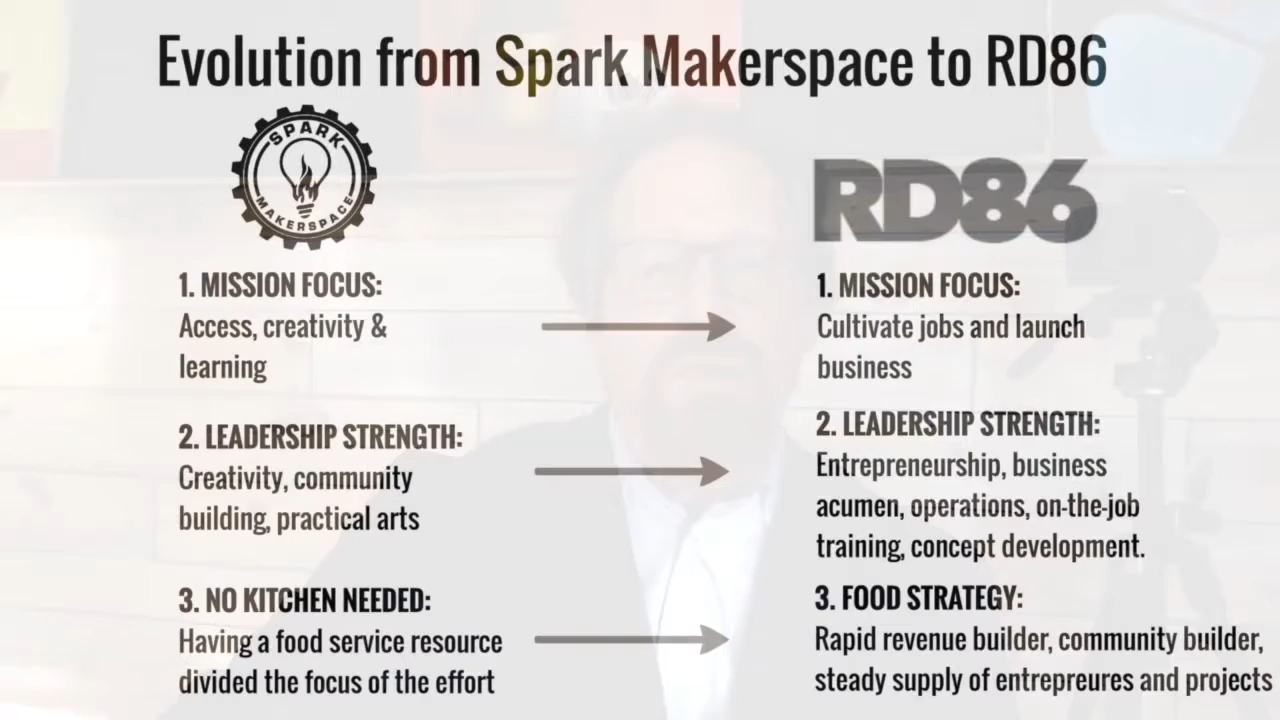 Evolution from Spark Makerspace to RD86
SPARK
MAKERSPACE
1. MISSION FOCUS:
Access, creativity &
learning
2. LEADERSHIP STRENGTH:
Creativity, community
building, practical arts
3. NO KITCHEN NEEDED:
Having a food service resource
divided the focus of the effort
RD86
1. MISSION FOCUS:
Cultivate jobs and launch
business
2. LEADERSHIP STRENGTH:
Entrepreneurship, business
acumen, operations, on-the-job
training, concept development.
3. FOOD STRATEGY:
Rapid revenue builder, community builder,
steady supply of entrepreures and projects